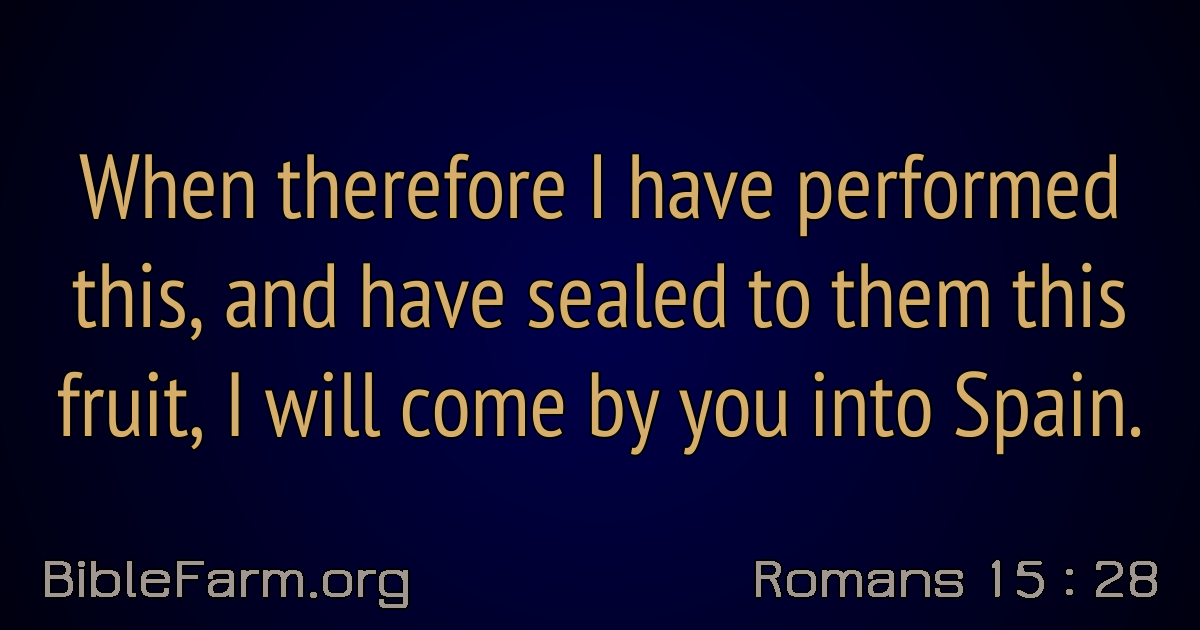 When therefore I have performed
this, and have sealed to them this
fruit, I will come by you into Spain.
BibleFarm.org
Romans 15 : 28